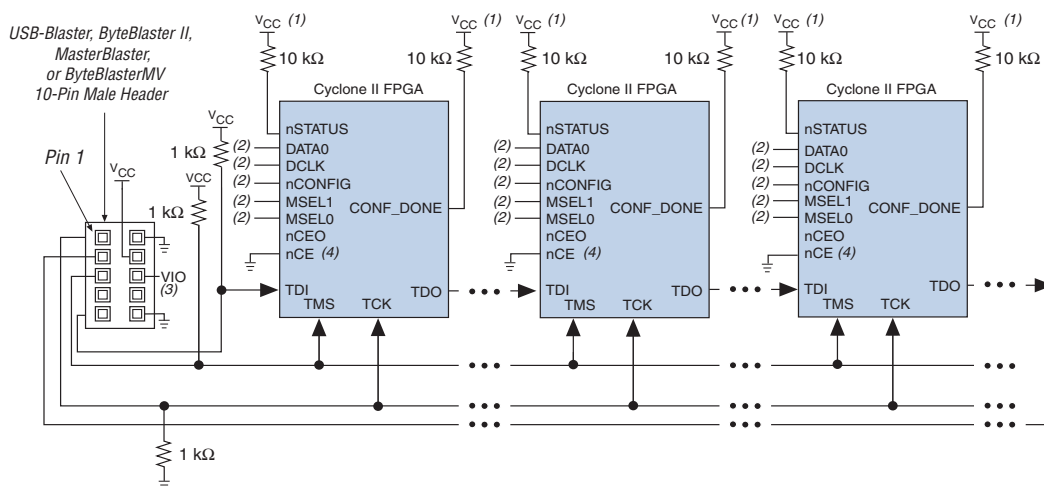 USB-Blaster, ByteBlaster II,
MasterBlaster,
or ByteBlasterMV
10-Pin Male Header
Pin 1
VCC
VIO
(3)
VCC
1 kΩ
VCC
1 kΩ
1 kΩ
VCC (1)
10 kΩ
VCC (1)
10 kΩ
Cyclone II FPGA
nSTATUS
(2) DATA0
(2) DCLK
(2) nCONFIG
(2) MSEL1
(2) MSEL0
CONF_DONE
nCEO
nCE (4)
TDI
TDO
TMS
TCK
VCC (1)
10 kΩ
VCC (1)
10 kΩ
Cyclone II FPGA
nSTATUS
(2) DATA0
(2) DCLK
(2) nCONFIG
(2) MSEL1
(2) MSEL0
CONF_DONE
nCEO
nCE (4)
TDI
TDO
TMS
TCK
VCC (1)
10 kΩ
VCC (1)
10 kΩ
Cyclone II FPGA
nSTATUS
(2) DATA0
(2) DCLK
(2) nCONFIG
(2) MSEL1
(2) MSEL0
CONF_DONE
nCEO
nCE (4)
TDI
TDO
TMS
TCK